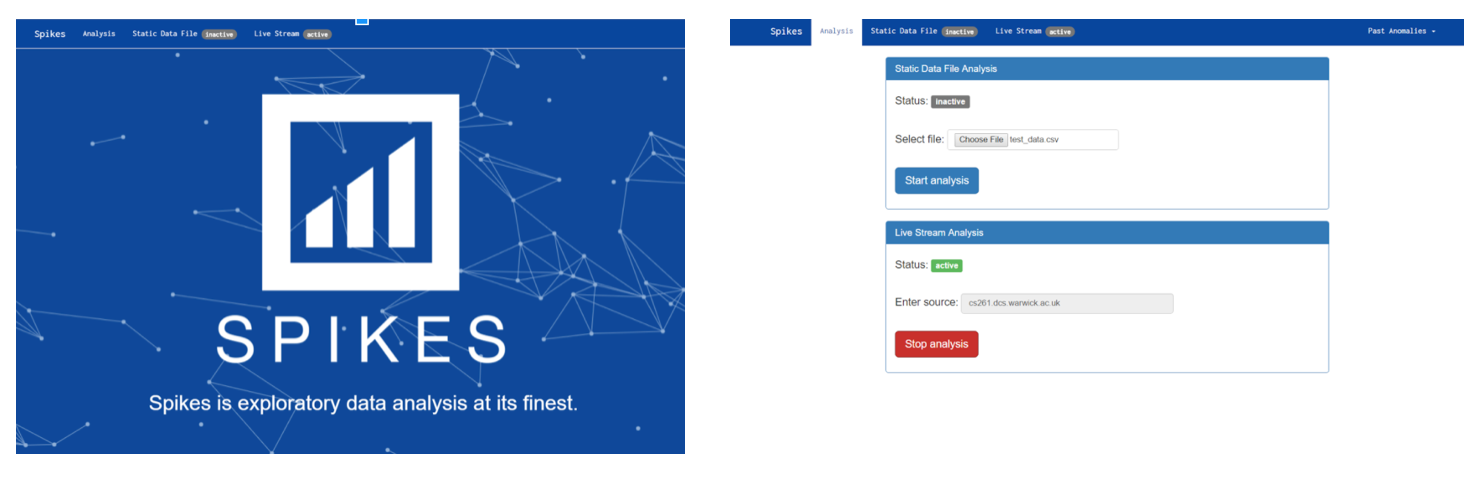 Spikes Analysis Static Data File inactive Live Stream active
SPIKES
Spikes is exploratory data analysis at its finest.
Spikes Analysis Static Data File inactive Live Stream active Past Anomalies
Static Data File Analysis
Status: inactive
Select file: Choose File test_data.csv
Start analysis
Live Stream Analysis
Status: active
Enter source: cs261.dcs.warwick.ac.uk
Stop analysis